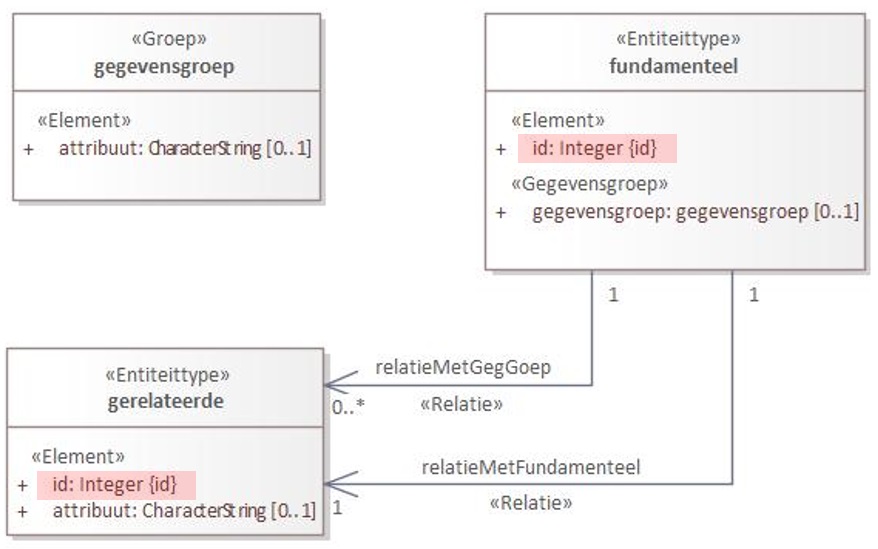 «Groep»
gegevensgroep
«Element»
+ attribuut: CharacterString [0..1]
«Entiteittype»
fundamenteel
«Element»
+ id: Integer {id}
«Gegevensgroep»
+ gegevensgroep: gegevensgroep [0..1]
1
1
relatieMetGegGoep
0..*
«Relatie»
relatieMetFundamenteel
1
«Relatie»
«Entiteittype»
gerelateerde
«Element»
+ id: Integer {id}
+ attribuut: CharacterString [0..1]